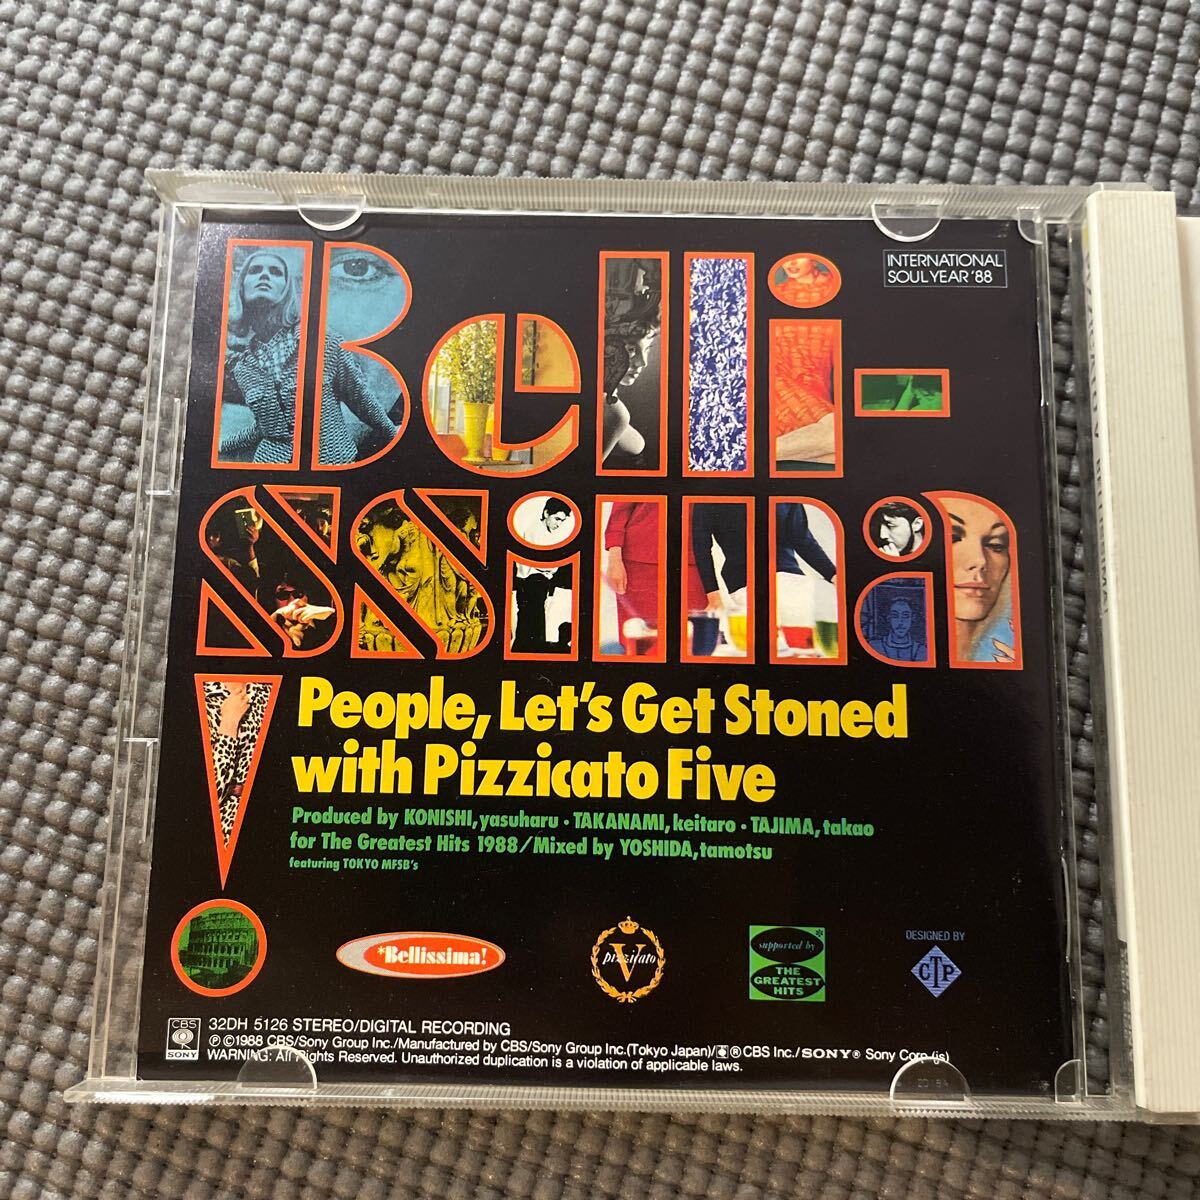 INTERNATIONAL
SOUL YEAR '88
Belli-
ssima
!
People, Let's Get Stoned
with Pizzicato Five
Produced by KONISHI, yasuharu · TAKANAMI, keitaro · TAJIMA, takao
for The Greatest Hits 1988/Mixed by YOSHIDA, tamotsu
featuring TOKYO MFSB's
*Bellissima!
pizzicato
V
supported by*
THE
GREATEST
HITS
DESIGNED BY
CTP
CBS
SONY
32DH 5126 STEREO/DIGITAL RECORDING
Ⓟ ©1988 CBS/Sony Group Inc./Manufactured by CBS/Sony Group Inc.(Tokyo Japan)/®CBS Inc./SONY® Sony Corp.(js)
WARNING: All Rights Reserved. Unauthorized duplication is a violation of applicable laws.